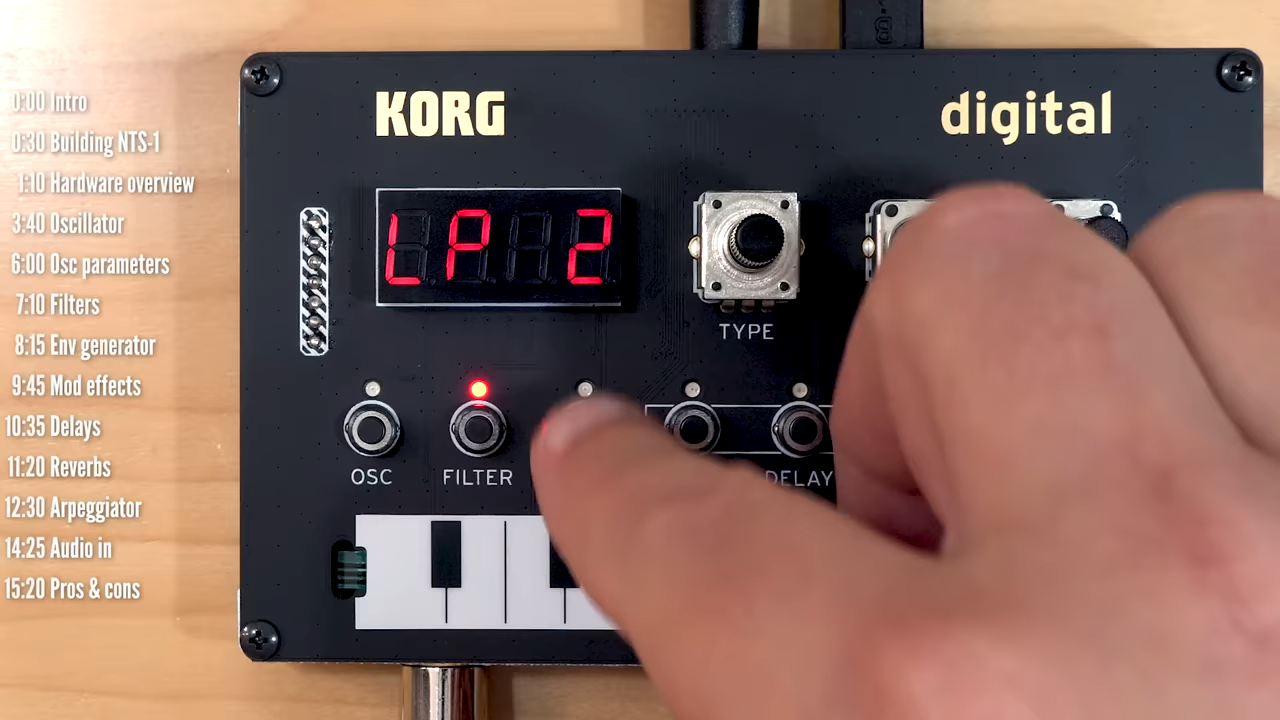 0:00 Intro
0:30 Building NTS-1
1:10 Hardware overview
3:40 Oscillator
6:00 Osc parameters
7:10 Filters
8:15 Env generator
9:45 Mod effects
10:35 Delays
11:20 Reverbs
12:30 Arpeggiator
14:25 Audio in
15:20 Pros & cons
KORG
digital
LP 2
TYPE
OSC
FILTER
DELAY